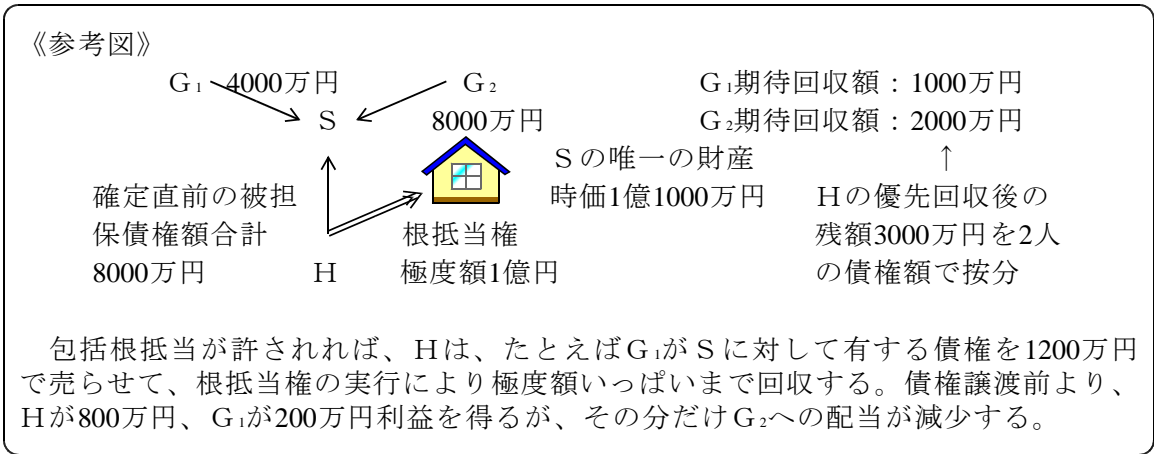 《参考図》
G₁ 4000万円 G₂ G₁期待回収額：1000万円
S 8000万円 G₂期待回収額：2000万円
Sの唯一の財産 ↑
確定直前の被担 時価1億1000万円 Hの優先回収後の
保債権額合計 根抵当権 残額3000万円を2人
8000万円 H 極度額1億円 の債権額で按分
包括根抵当が許されれば、Hは、たとえばG₁がSに対して有する債権を1200万円
で売らせて、根抵当権の実行により極度額いっぱいまで回収する。債権譲渡前より、
Hが800万円、G₁が200万円利益を得るが、その分だけG₂への配当が減少する。